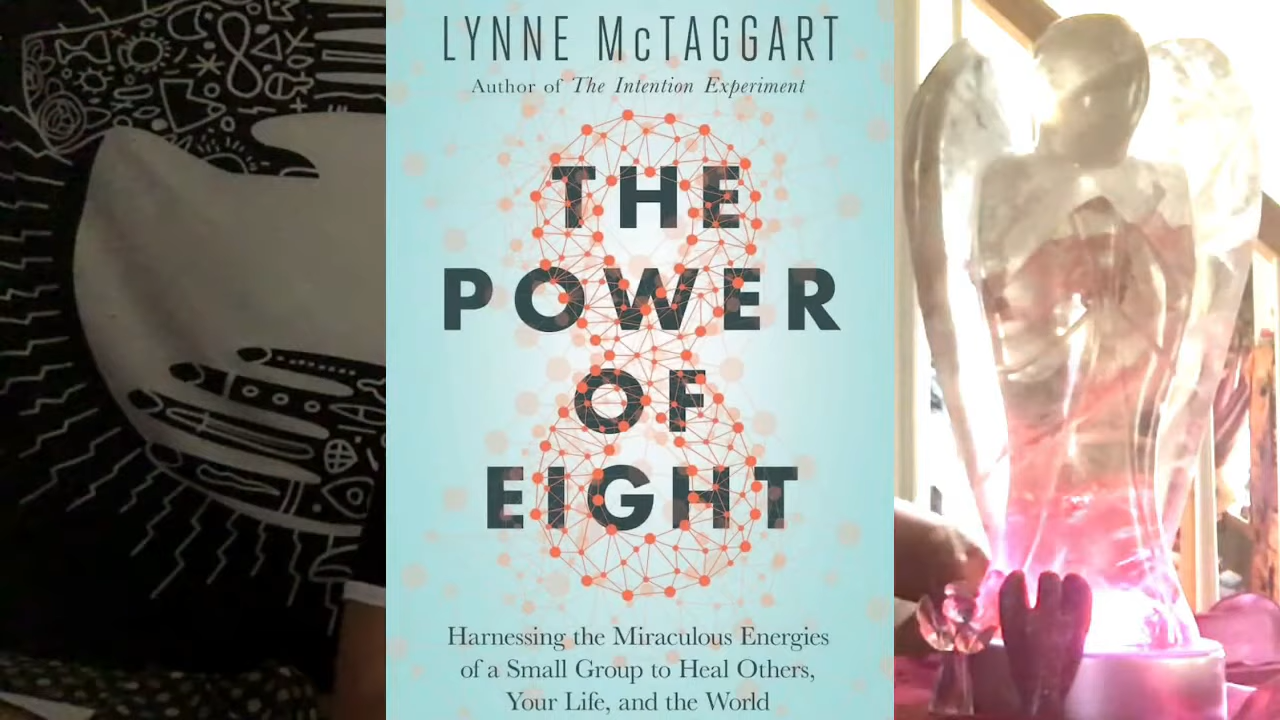 LYNNE McTAGGART
Author of The Intention Experiment
THE
POWER
OF
EIGHT
Harnessing the Miraculous Energies
of a Small Group to Heal Others,
Your Life, and the World